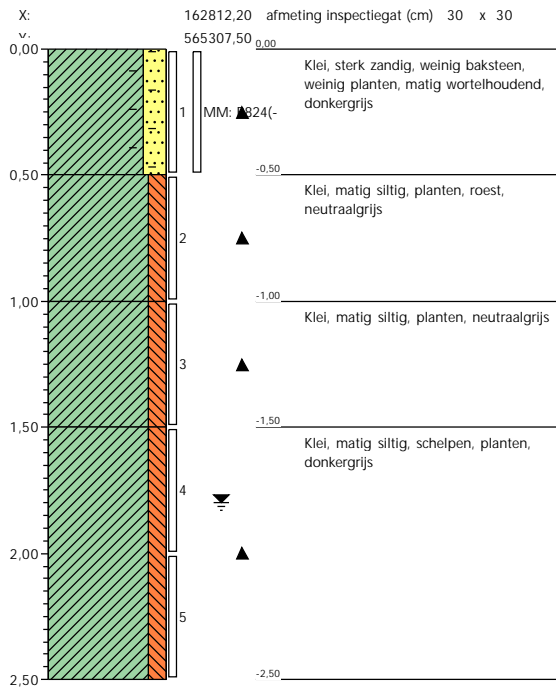 X: 162812,20 afmeting inspectiegat (cm) 30 x 30
565307,50
0,00
0,00
Klei, sterk zandig, weinig baksteen,
weinig planten, matig wortelhoudend,
donkergrijs
1
MM: 824(-
0,50
-0,50
Klei, matig siltig, planten, roest,
neutraalgrijs
2
1,00
-1,00
Klei, matig siltig, planten, neutraalgrijs
3
1,50
-1,50
Klei, matig siltig, schelpen, planten,
donkergrijs
4
2,00
5
2,50
-2,50